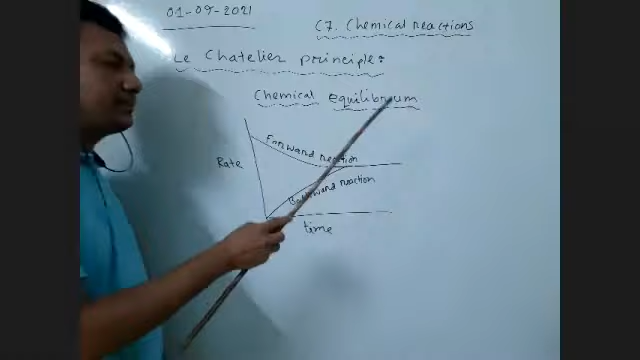 01-09-2021
C7. Chemical reactions
Le Chatelier principle:
Chemical equilibrium
Forward reaction
Rate
Backward reaction
time